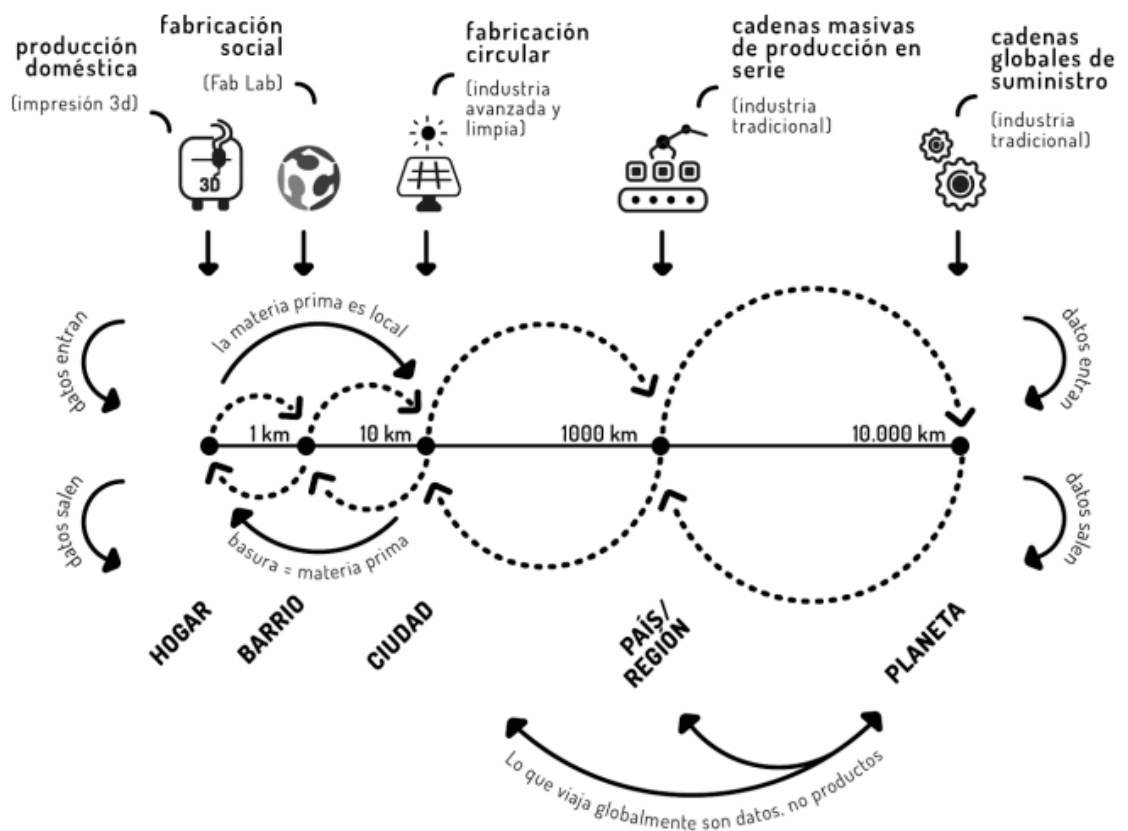 producción
doméstica
(impresión 3d)
fabricación
social
(Fab Lab)
fabricación
circular
(industria
avanzada y
limpia)
cadenas masivas
de producción en
serie
(industria
tradicional)
cadenas
globales de
suministro
(industria
tradicional)
3D
datos entran
la materia prima es local
datos entran
1 km
10 km
1000 km
10.000 km
datos salen
basura = materia prima
datos salen
HOGAR
BARRIO
CIUDAD
PAÍS/
REGIÓN
PLANETA
Lo que viaja globalmente son datos, no productos